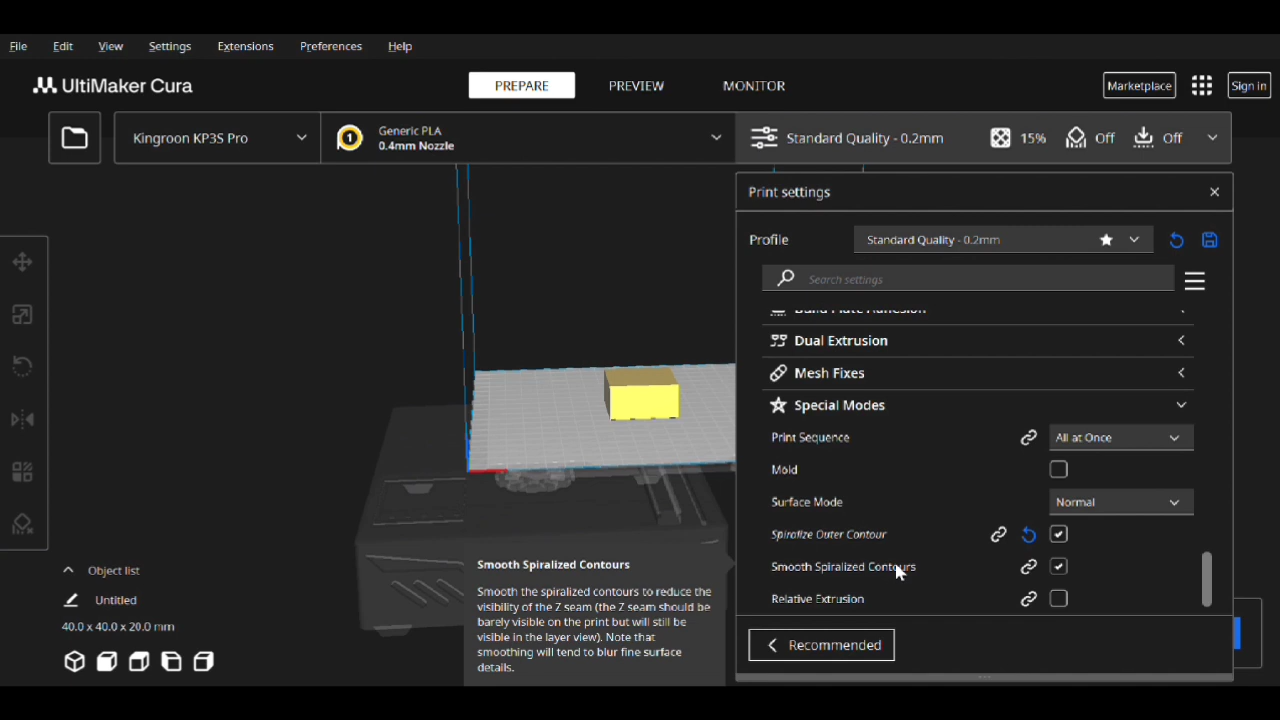 File Edit View Settings Extensions Preferences Help
UltiMaker Cura
PREPARE PREVIEW MONITOR
Marketplace Sign in
Kingroon KP3S Pro
1
Generic PLA
0.4mm Nozzle
Standard Quality - 0.2mm 15% Off Off
Print settings
Profile Standard Quality - 0.2mm
Search settings
Build Plate Adhesion
Dual Extrusion
Mesh Fixes
Special Modes
Print Sequence All at Once
Mold
Surface Mode Normal
Spiralize Outer Contour
Smooth Spiralized Contours
Relative Extrusion
Recommended
Smooth Spiralized Contours
Smooth the spiralized contours to reduce the
visibility of the Z seam (the Z seam should be
barely visible on the print but will still be
visible in the layer view). Note that
smoothing will tend to blur fine surface
details.
Object list
Untitled
40.0 x 40.0 x 20.0 mm